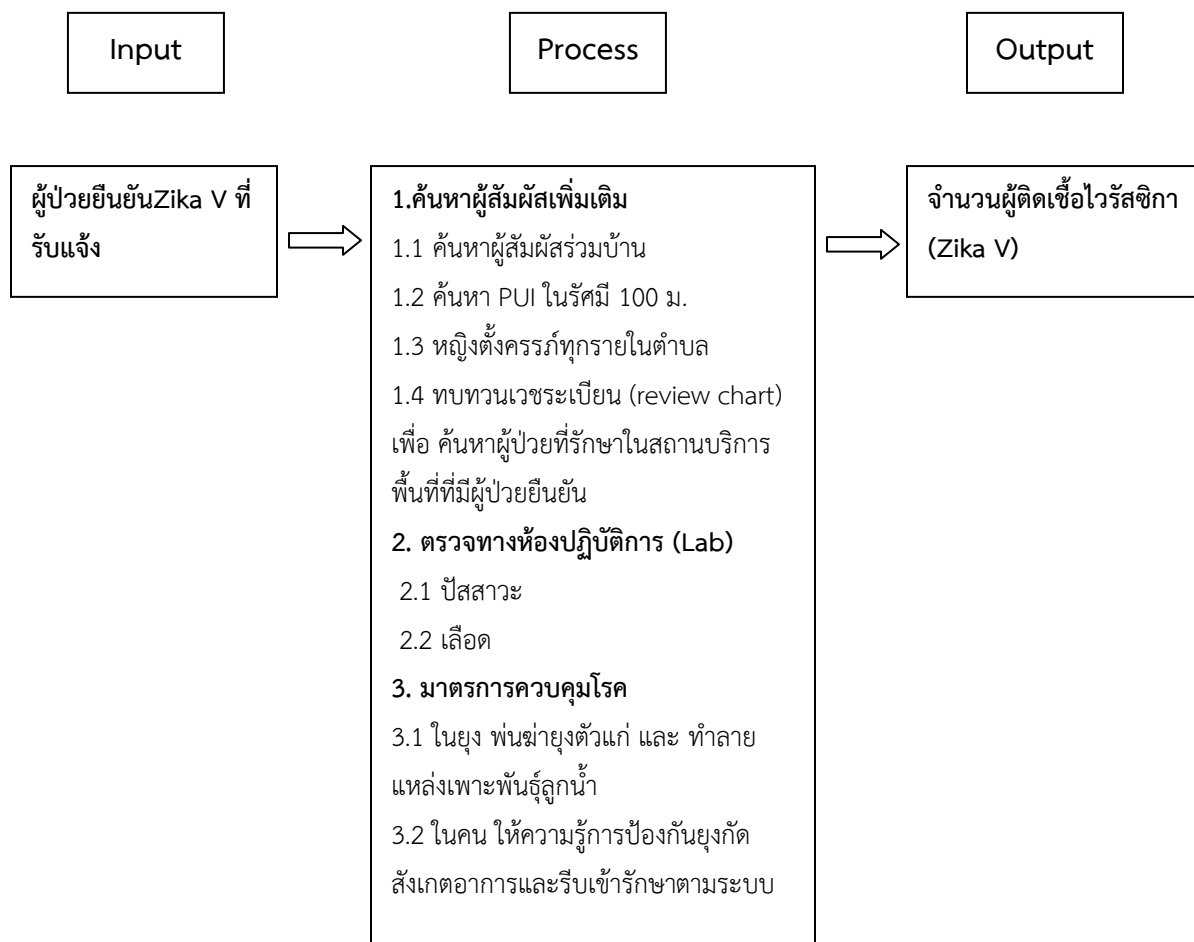 Input
Process
Output
ผู้ป่วยยืนยันZika V ที่
รับแจ้ง
1.ค้นหาผู้สัมผัสเพิ่มเติม
1.1 ค้นหาผู้สัมผัสร่วมบ้าน
1.2 ค้นหา PUI ในรัศมี 100 ม.
1.3 หญิงตั้งครรภ์ทุกรายในตำบล
1.4 ทบทวนเวชระเบียน (review chart)
เพื่อ ค้นหาผู้ป่วยที่รักษาในสถานบริการ
พื้นที่ที่มีผู้ป่วยยืนยัน
2. ตรวจทางห้องปฏิบัติการ (Lab)
2.1 ปัสสาวะ
2.2 เลือด
3. มาตรการควบคุมโรค
3.1 ในยุง พ่นฆ่ายุงตัวแก่ และ ทำลาย
แหล่งเพาะพันธุ์ลูกน้ำ
3.2 ในคน ให้ความรู้การป้องกันยุงกัด
สังเกตอาการและรีบเข้ารักษาตามระบบ
จำนวนผู้ติดเชื้อไวรัสซิกา
(Zika V)